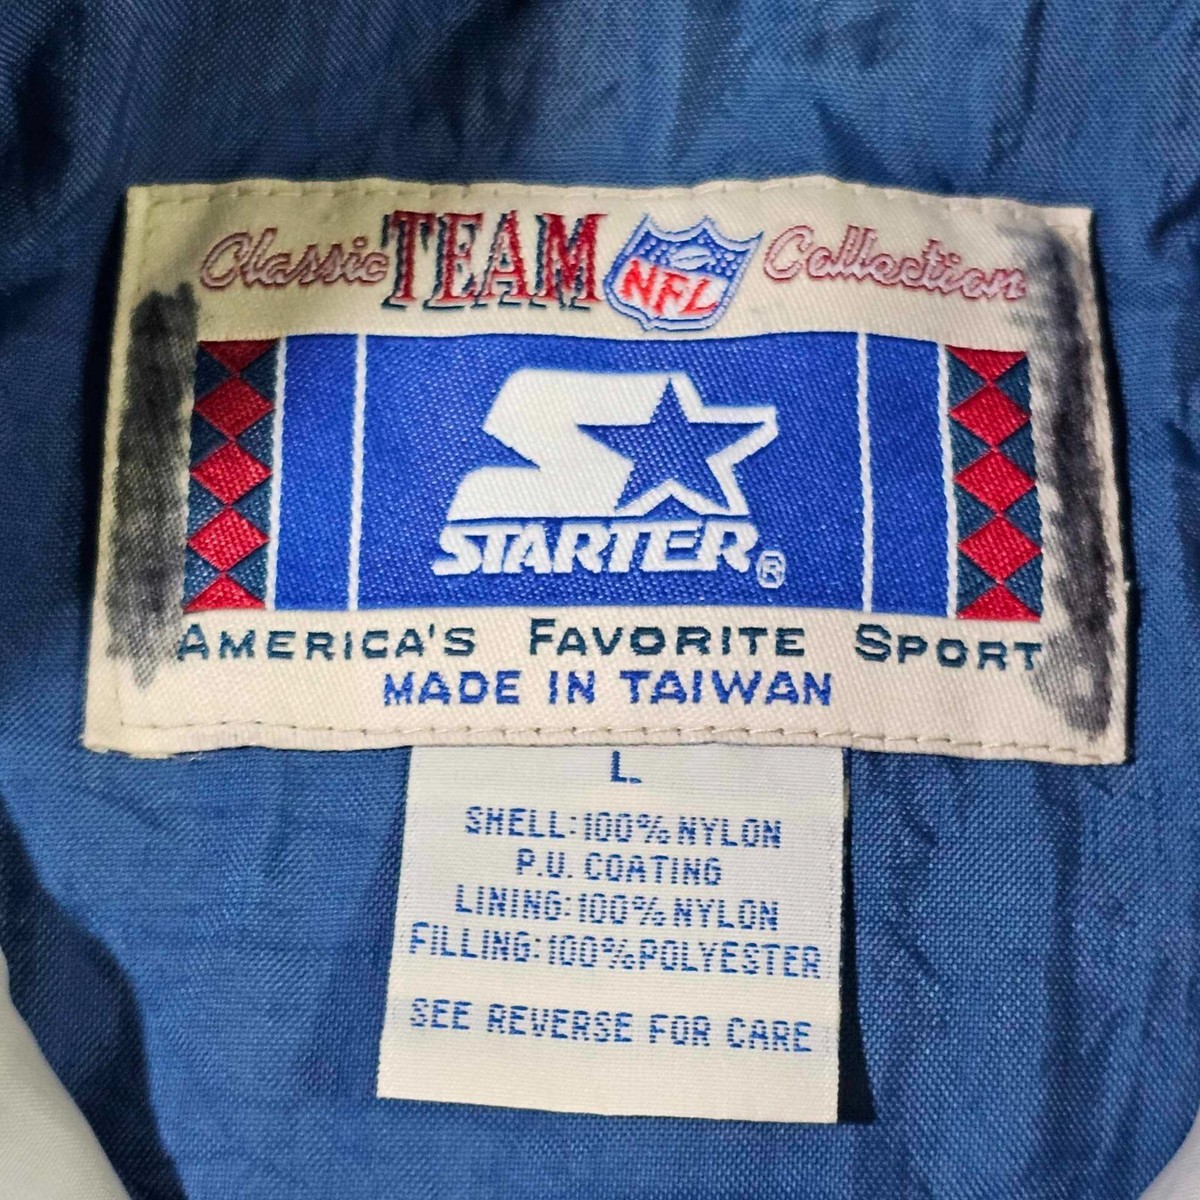 Classic TEAM NFL Collection
STARTER®
AMERICA'S FAVORITE SPORT
MADE IN TAIWAN
L
SHELL:100%NYLON
P.U. COATING
LINING:100%NYLON
FILLING:100%POLYESTER
SEE REVERSE FOR CARE